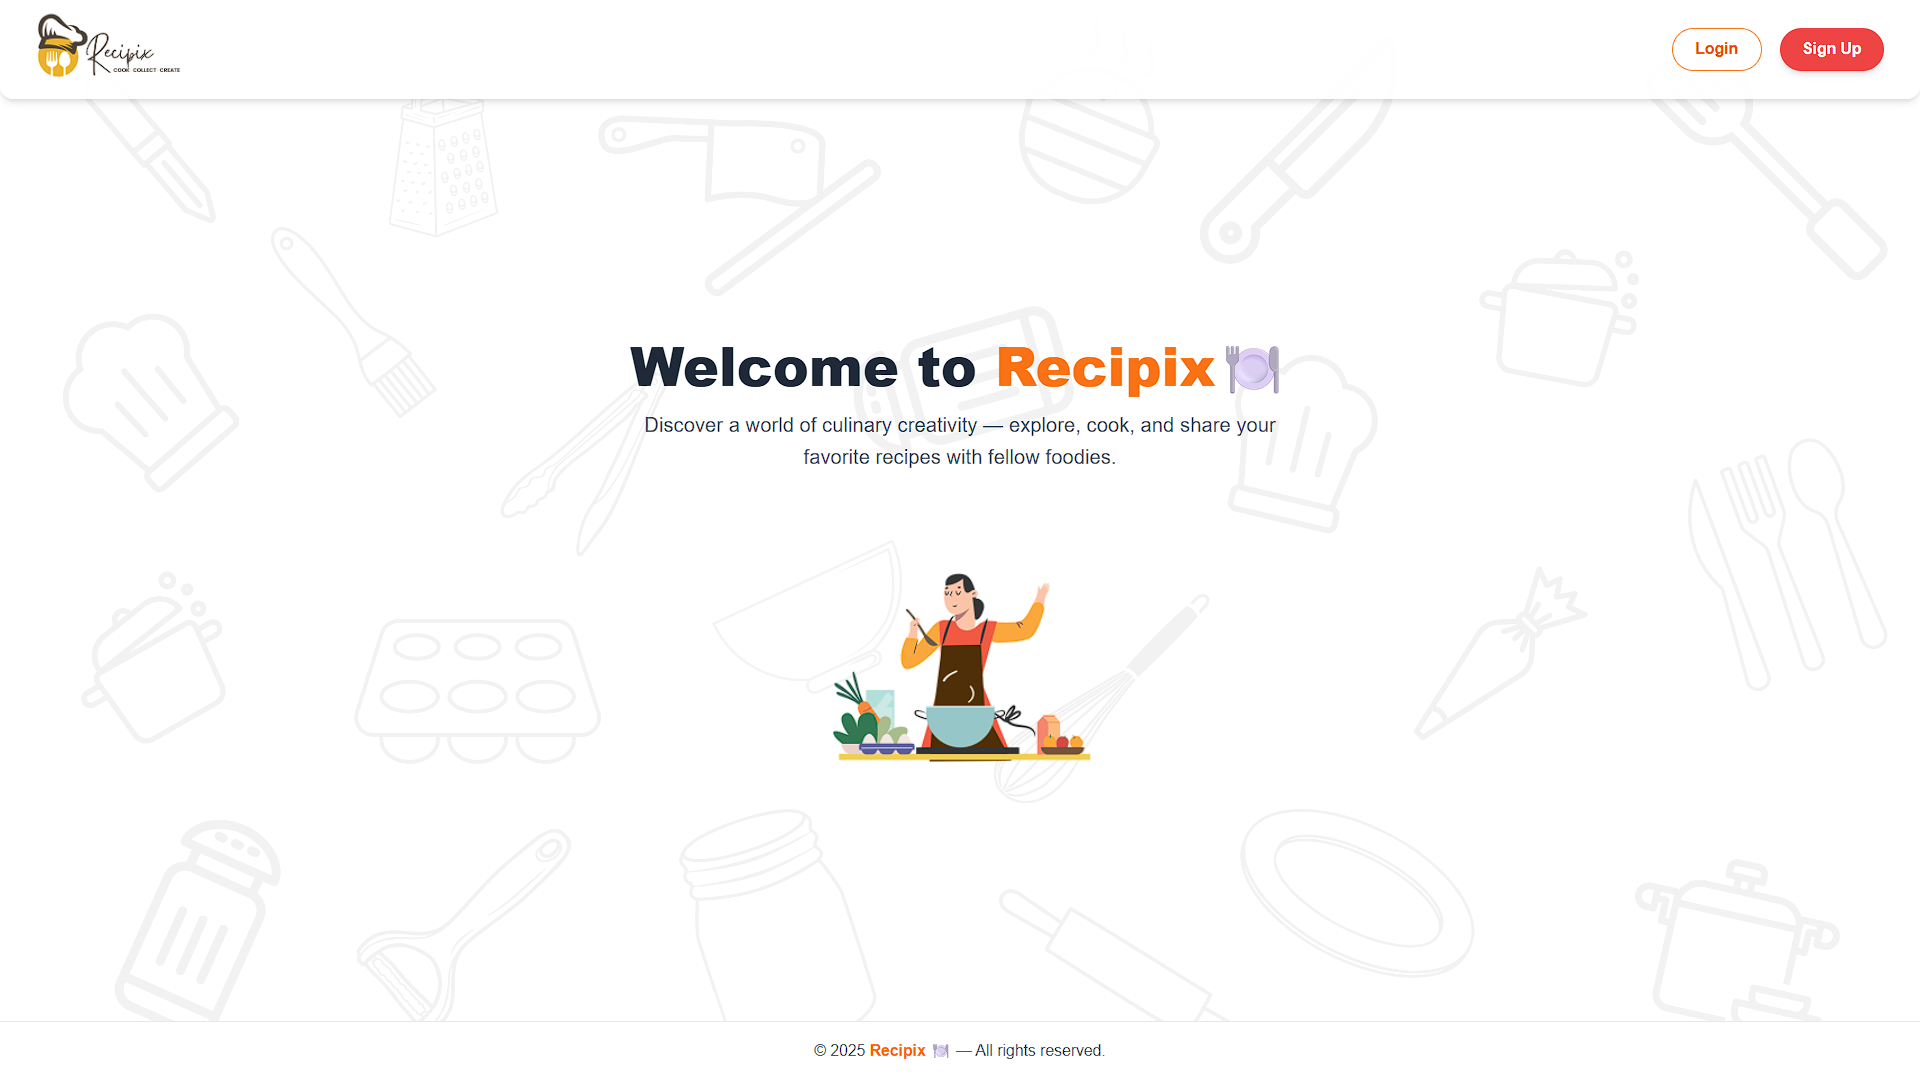 Recipix
COOK COLLECT CREATE
Login
Sign Up
Welcome to Recipix🍽️
Discover a world of culinary creativity — explore, cook, and share your
favorite recipes with fellow foodies.
© 2025 Recipix 🍽️ — All rights reserved.